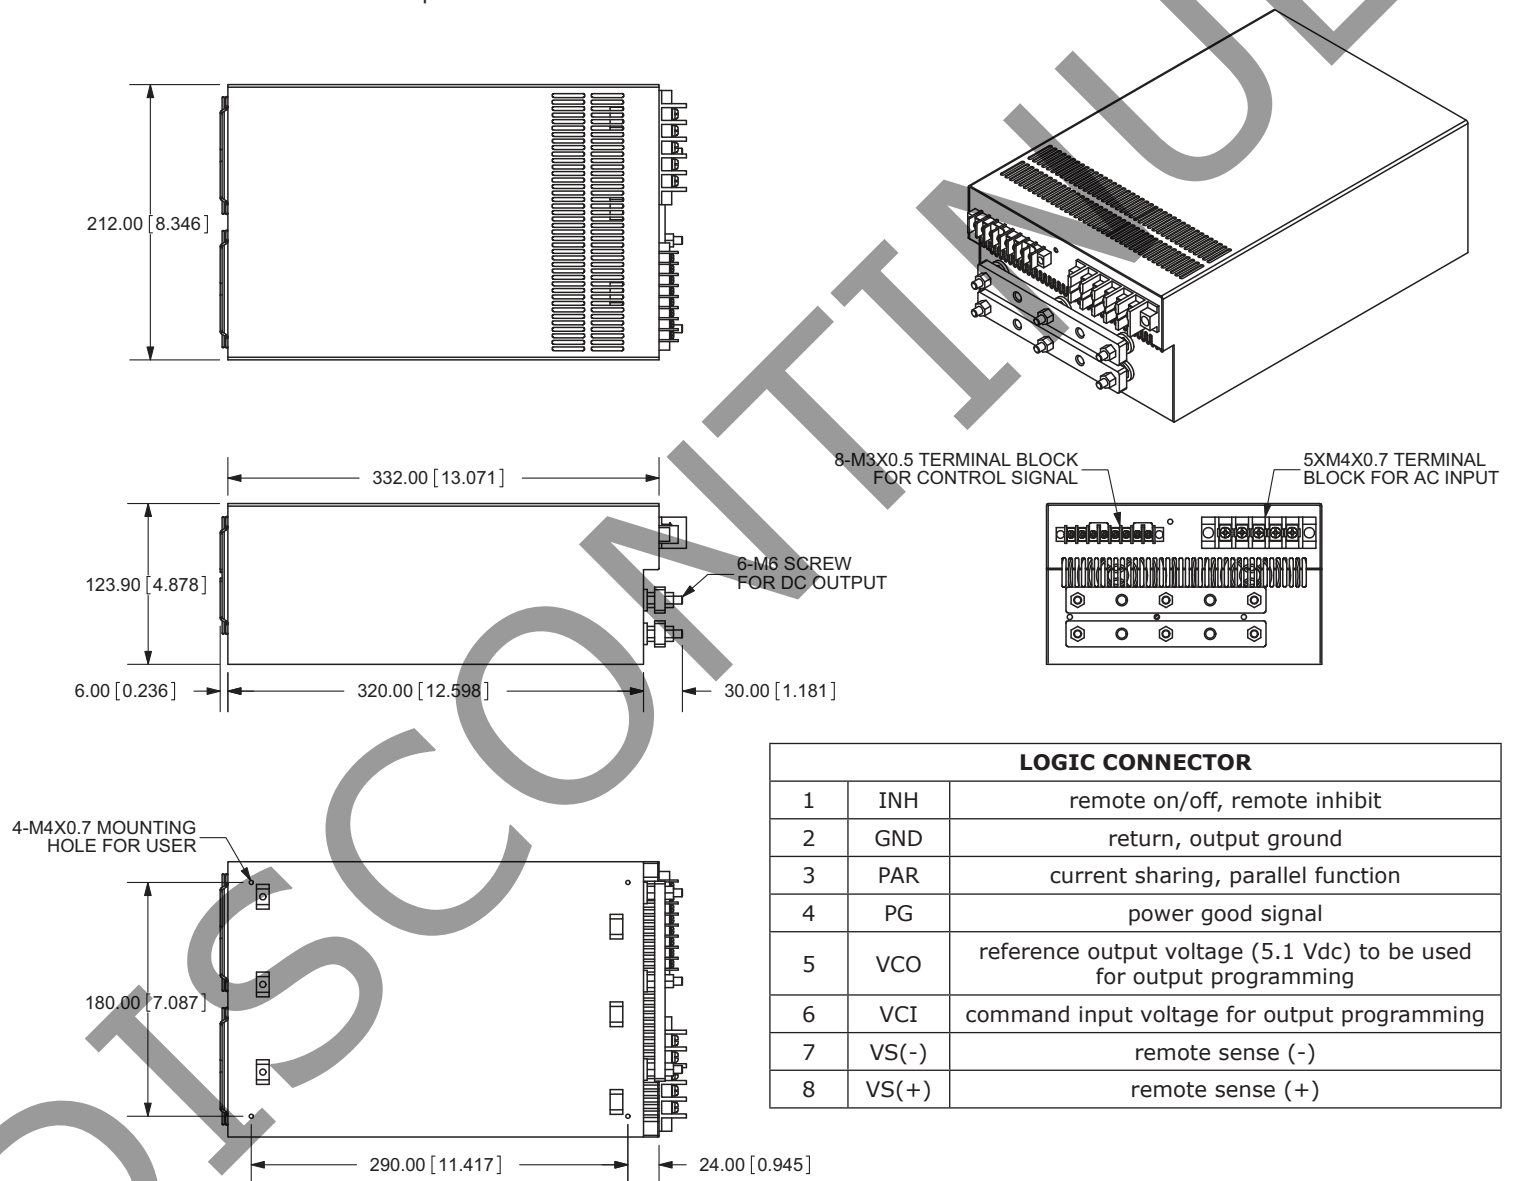 212.00 [8.346]
332.00 [13.071]
123.90 [4.878]
6-M6 SCREW
FOR DC OUTPUT
6.00 [0.236]
320.00 [12.598]
30.00 [1.181]
8-M3X0.5 TERMINAL BLOCK
FOR CONTROL SIGNAL
5XM4X0.7 TERMINAL
BLOCK FOR AC INPUT
4-M4X0.7 MOUNTING
HOLE FOR USER
180.00 [7.087]
290.00 [11.417]
24.00 [0.945]
LOGIC CONNECTOR
1 INH remote on/off, remote inhibit
2 GND return, output ground
3 PAR current sharing, parallel function
4 PG power good signal
5 VCO reference output voltage (5.1 Vdc) to be used
for output programming
6 VCI command input voltage for output programming
7 VS(-) remote sense (-)
8 VS(+) remote sense (+)
DISCONTINUE